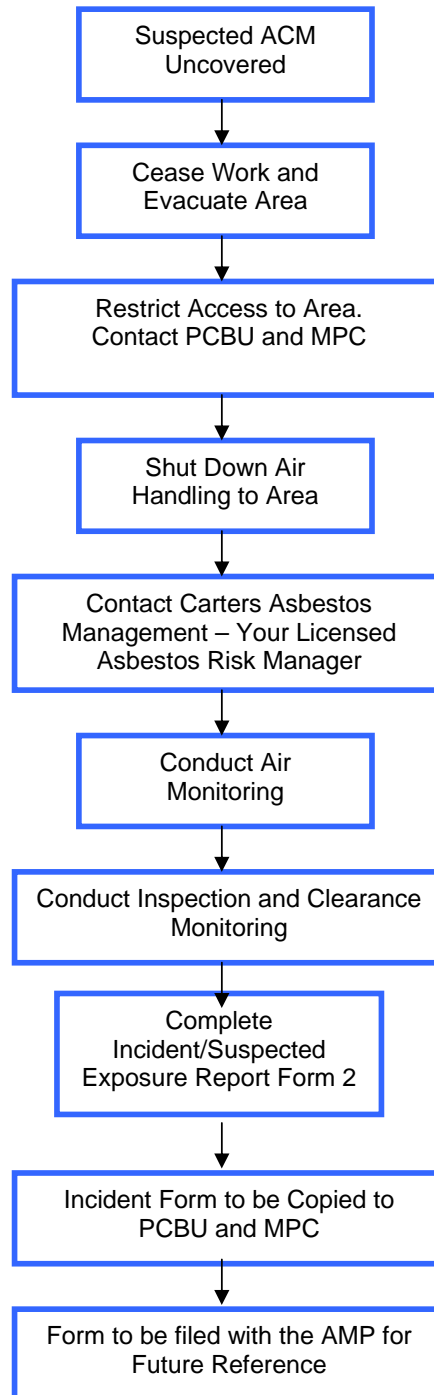 Suspected ACM
Uncovered
Cease Work and
Evacuate Area
Restrict Access to Area.
Contact PCBU and MPC
Shut Down Air
Handling to Area
Contact Carters Asbestos
Management – Your Licensed
Asbestos Risk Manager
Conduct Air
Monitoring
Conduct Inspection and Clearance
Monitoring
Complete
Incident/Suspected
Exposure Report Form 2
Incident Form to be Copied to
PCBU and MPC
Form to be filed with the AMP for
Future Reference